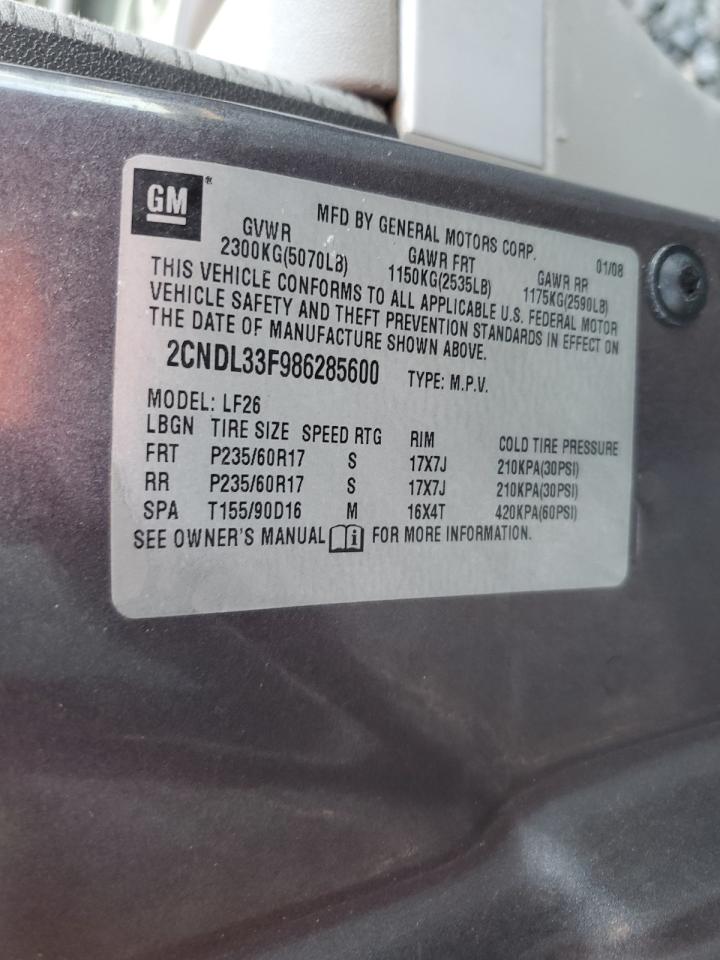 GM
MFD BY GENERAL MOTORS CORP. 01/08
GVWR GAWR FRT GAWR RR
2300KG(5070LB) 1150KG(2535LB) 1175KG(2590LB)
THIS VEHICLE CONFORMS TO ALL APPLICABLE U.S. FEDERAL MOTOR
VEHICLE SAFETY AND THEFT PREVENTION STANDARDS IN EFFECT ON
THE DATE OF MANUFACTURE SHOWN ABOVE.
2CNDL33F986285600 TYPE: M.P.V.
MODEL: LF26
LBGN TIRE SIZE SPEED RTG RIM COLD TIRE PRESSURE
FRT P235/60R17 S 17X7J 210KPA(30PSI)
RR P235/60R17 S 17X7J 210KPA(30PSI)
SPA T155/90D16 M 16X4T 420KPA(60PSI)
SEE OWNER'S MANUAL i FOR MORE INFORMATION.